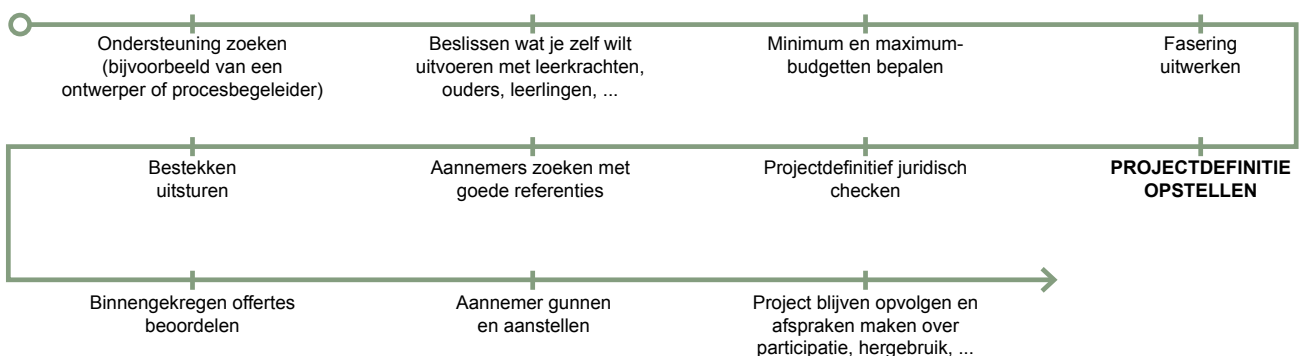 Ondersteuning zoeken
(bijvoorbeeld van een
ontwerper of procesbegeleider)
Beslissen wat je zelf wilt
uitvoeren met leerkrachten,
ouders, leerlingen, ...
Minimum en maximum-
budgetten bepalen
Fasering
uitwerken
PROJECTDEFINITIE
OPSTELLEN
Projectdefinitief juridisch
checken
Aannemers zoeken met
goede referenties
Bestekken
uitsturen
Binnengekregen offertes
beoordelen
Aannemer gunnen
en aanstellen
Project blijven opvolgen en
afspraken maken over
participatie, hergebruik, ...